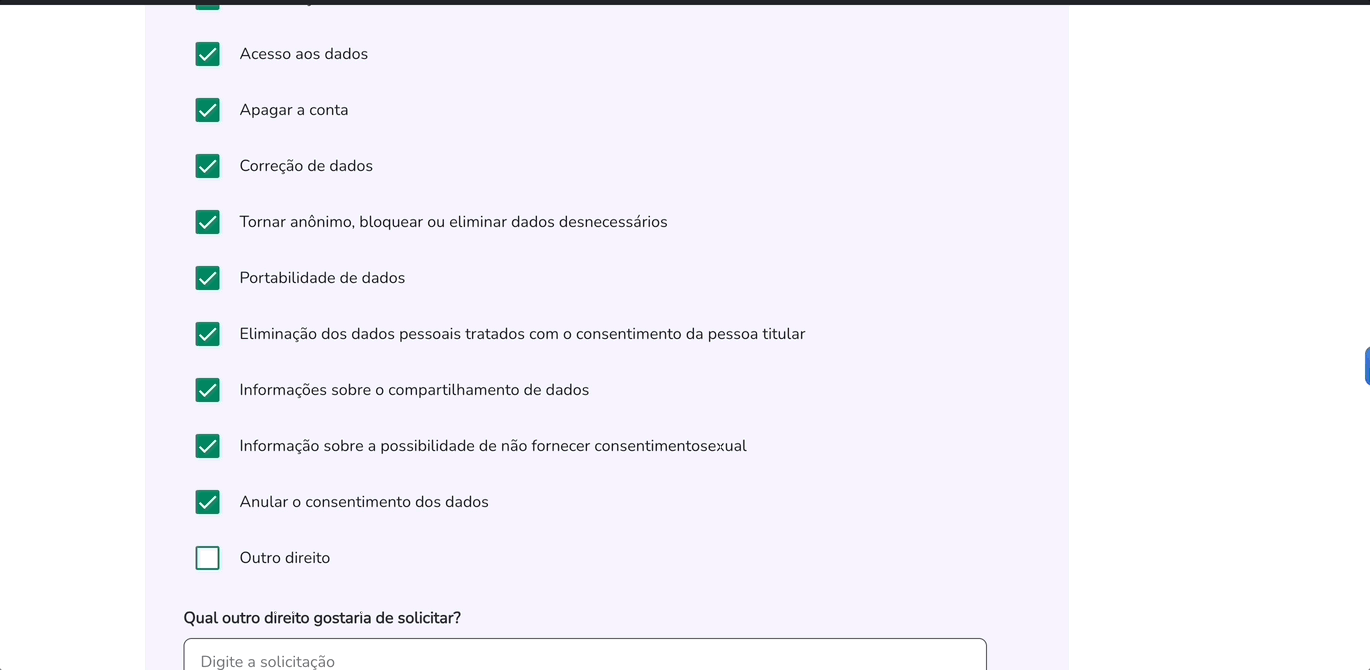 Acesso aos dados
Apagar a conta
Correção de dados
Tornar anônimo, bloquear ou eliminar dados desnecessários
Portabilidade de dados
Eliminação dos dados pessoais tratados com o consentimento da pessoa titular
Informações sobre o compartilhamento de dados
Informação sobre a possibilidade de não fornecer consentimentosexual
Anular o consentimento dos dados
Outro direito
Qual outro direito gostaria de solicitar?
Digite a solicitação